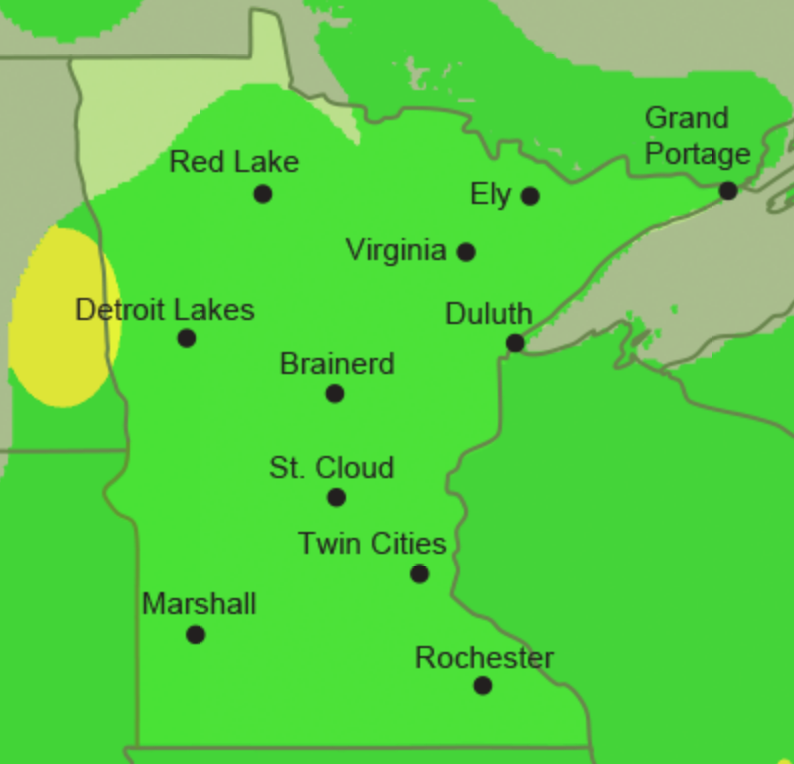 Grand
Portage
Red Lake
Ely
Virginia
Detroit Lakes
Duluth
Brainerd
St. Cloud
Twin Cities
Marshall
Rochester